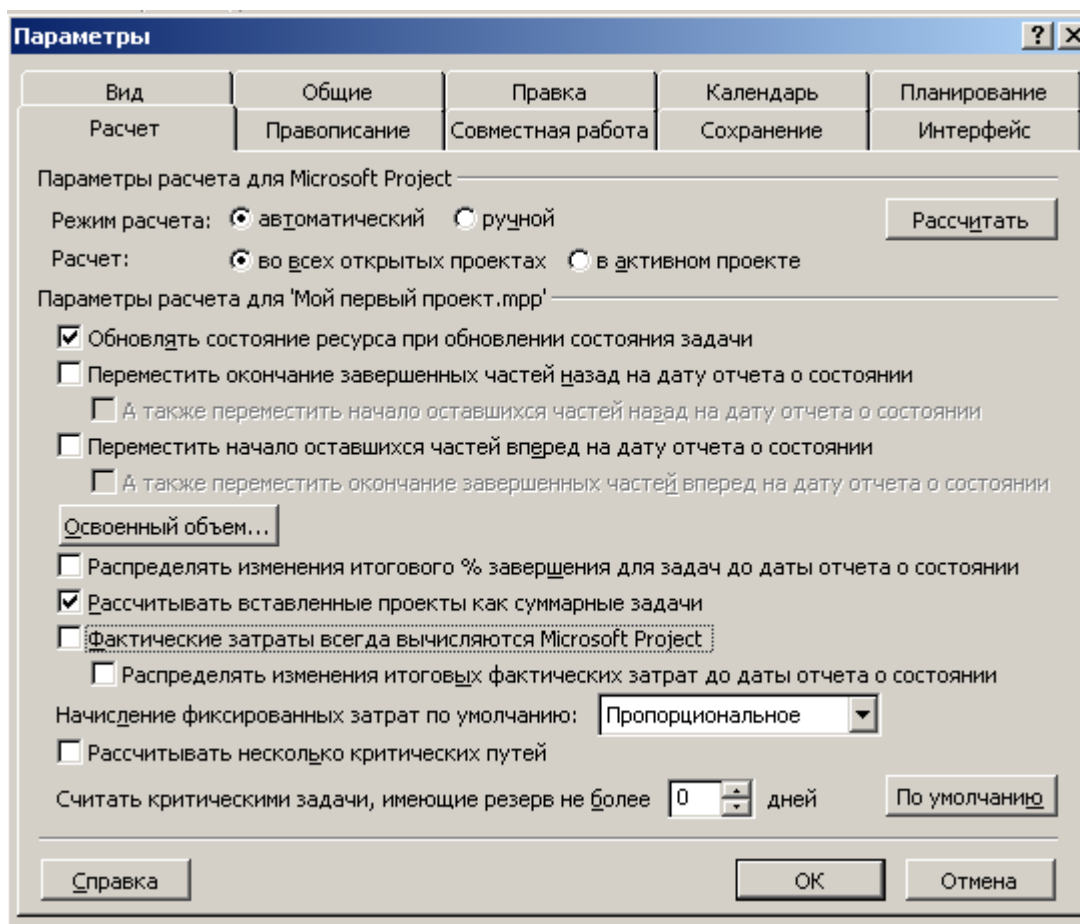 Параметры
Вид Общие Правка Календарь Планирование
Расчет Правописание Совместная работа Сохранение Интерфейс
Параметры расчета для Microsoft Project
Режим расчета: автоматический ручной Рассчитать
Расчет: во всех открытых проектах в активном проекте
Параметры расчета для 'Мой первый проект.mpp'
Обновлять состояние ресурса при обновлении состояния задачи
Переместить окончание завершенных частей назад на дату отчета о состоянии
А также переместить начало оставшихся частей назад на дату отчета о состоянии
Переместить начало оставшихся частей вперед на дату отчета о состоянии
А также переместить окончание завершенных частей вперед на дату отчета о состоянии
Освоенный объем...
Распределять изменения итогового % завершения для задач до даты отчета о состоянии
Рассчитывать вставленные проекты как суммарные задачи
Фактические затраты всегда вычисляются Microsoft Project
Распределять изменения итоговых фактических затрат до даты отчета о состоянии
Начисление фиксированных затрат по умолчанию: Пропорциональное
Рассчитывать несколько критических путей
Считать критическими задачи, имеющие резерв не более 0 дней По умолчанию
Справка ОК Отмена